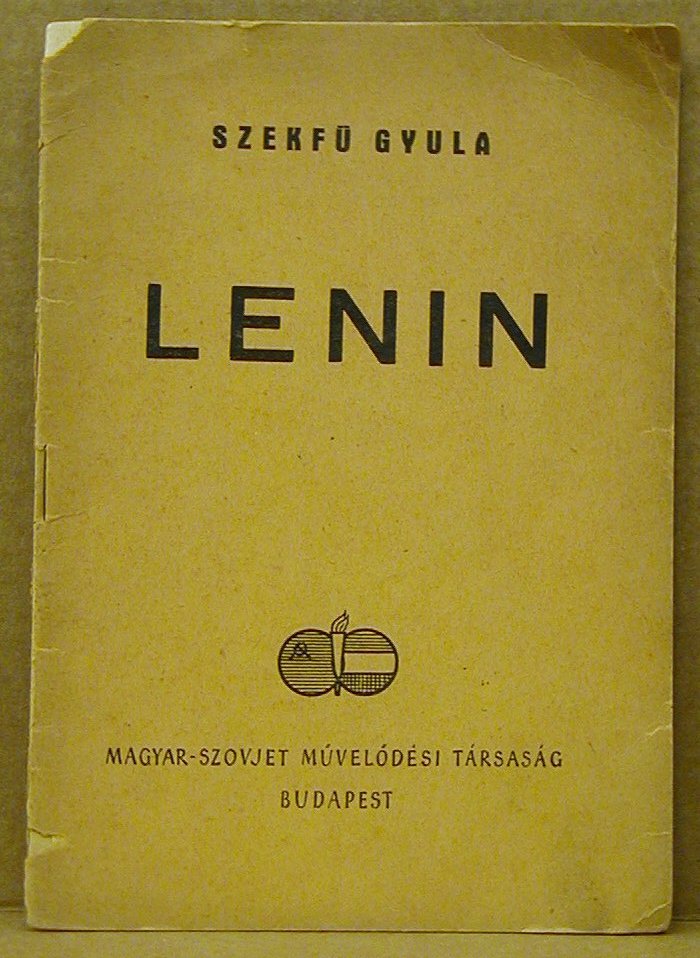 SZEKFŰ GYULA
LENIN
MAGYAR-SZOVJET MŰVELŐDÉSI TÁRSASÁG
BUDAPEST